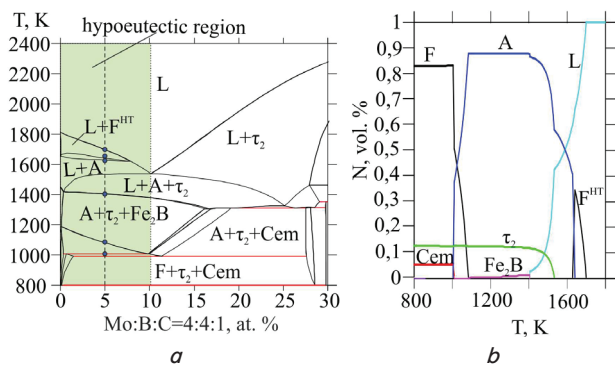 T, K
hypoeutectic region
2400
2200
2000
1800
1600
1400
1200
1000
800
L
L+F^HT
L+τ₂
L+A
L+A+τ₂
A+τ₂+Fe₂B
A+τ₂+Cem
F+τ₂+Cem
0 5 10 15 20 25 30
Mo:B:C=4:4:1, at. %
a
N, vol. %
1
0,9
0,8
0,7
0,6
0,5
0,4
0,3
0,2
0,1
0
F
A
L
F^HT
τ₂
Cem
Fe₂B
800 1200 1600
T, K
b